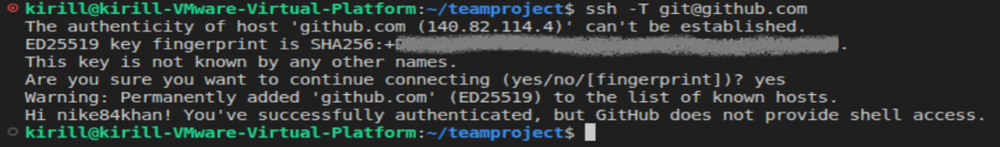 kirill@kirill-VMware-Virtual-Platform:~/teamproject$ ssh -T git@github.com
The authenticity of host 'github.com (140.82.114.4)' can't be established.
ED25519 key fingerprint is SHA256:+D.
This key is not known by any other names.
Are you sure you want to continue connecting (yes/no/[fingerprint])? yes
Warning: Permanently added 'github.com' (ED25519) to the list of known hosts.
Hi nike84khan! You've successfully authenticated, but GitHub does not provide shell access.
kirill@kirill-VMware-Virtual-Platform:~/teamproject$